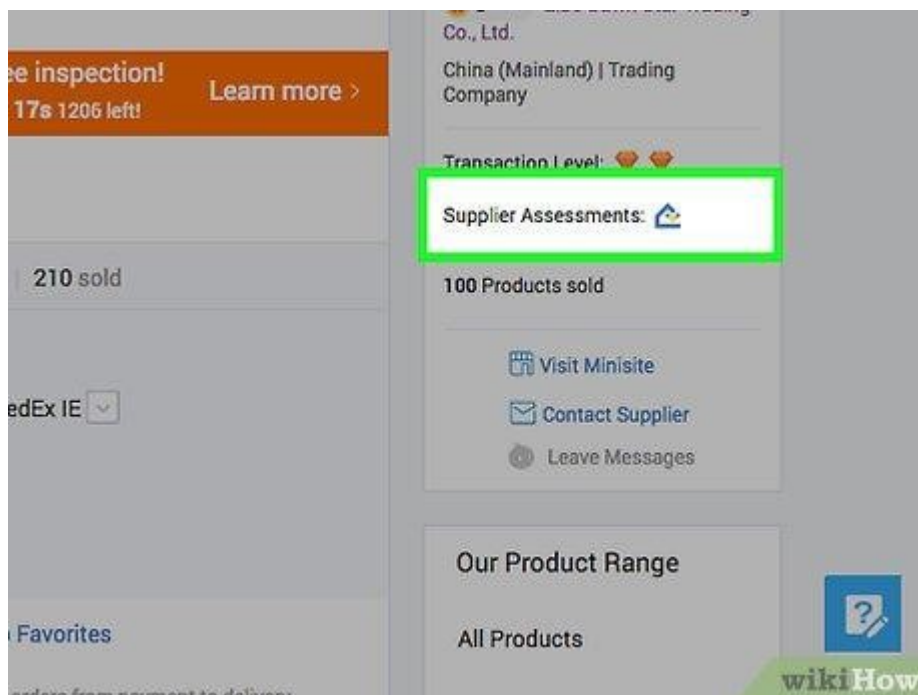 Co., Ltd.
ee inspection!
Learn more >
17s 1206 left!
China (Mainland) | Trading
Company
Transaction Level:
Supplier Assessments:
210 sold
100 Products sold
Visit Minisite
edEx IE
Contact Supplier
Leave Messages
Our Product Range
Favorites
All Products
wikiHow